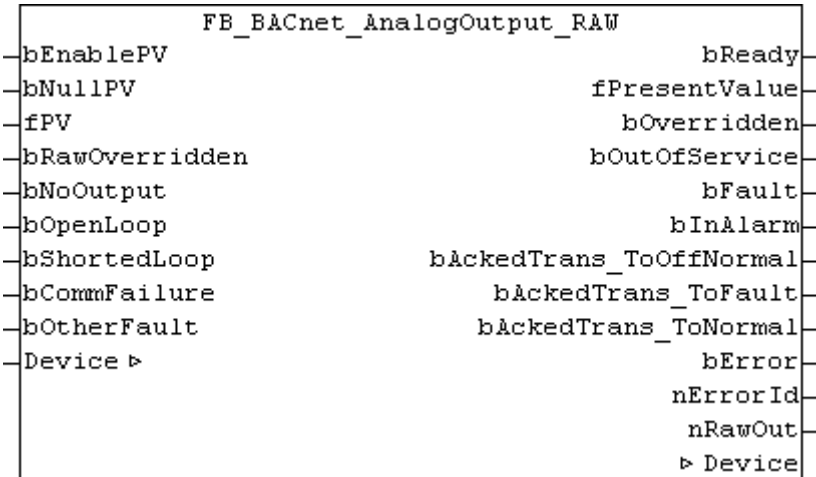 FB_BACnet_AnalogOutput_RAW
bEnablePV bReady
bNullPV fPresentValue
fPV bOverridden
bRawOverridden bOutOfService
bNoOutput bFault
bOpenLoop bInAlarm
bShortedLoop bAckedTrans_ToOffNormal
bCommFailure bAckedTrans_ToFault
bOtherFault bAckedTrans_ToNormal
Device ▹ bError
nErrorId
nRawOut
▹ Device